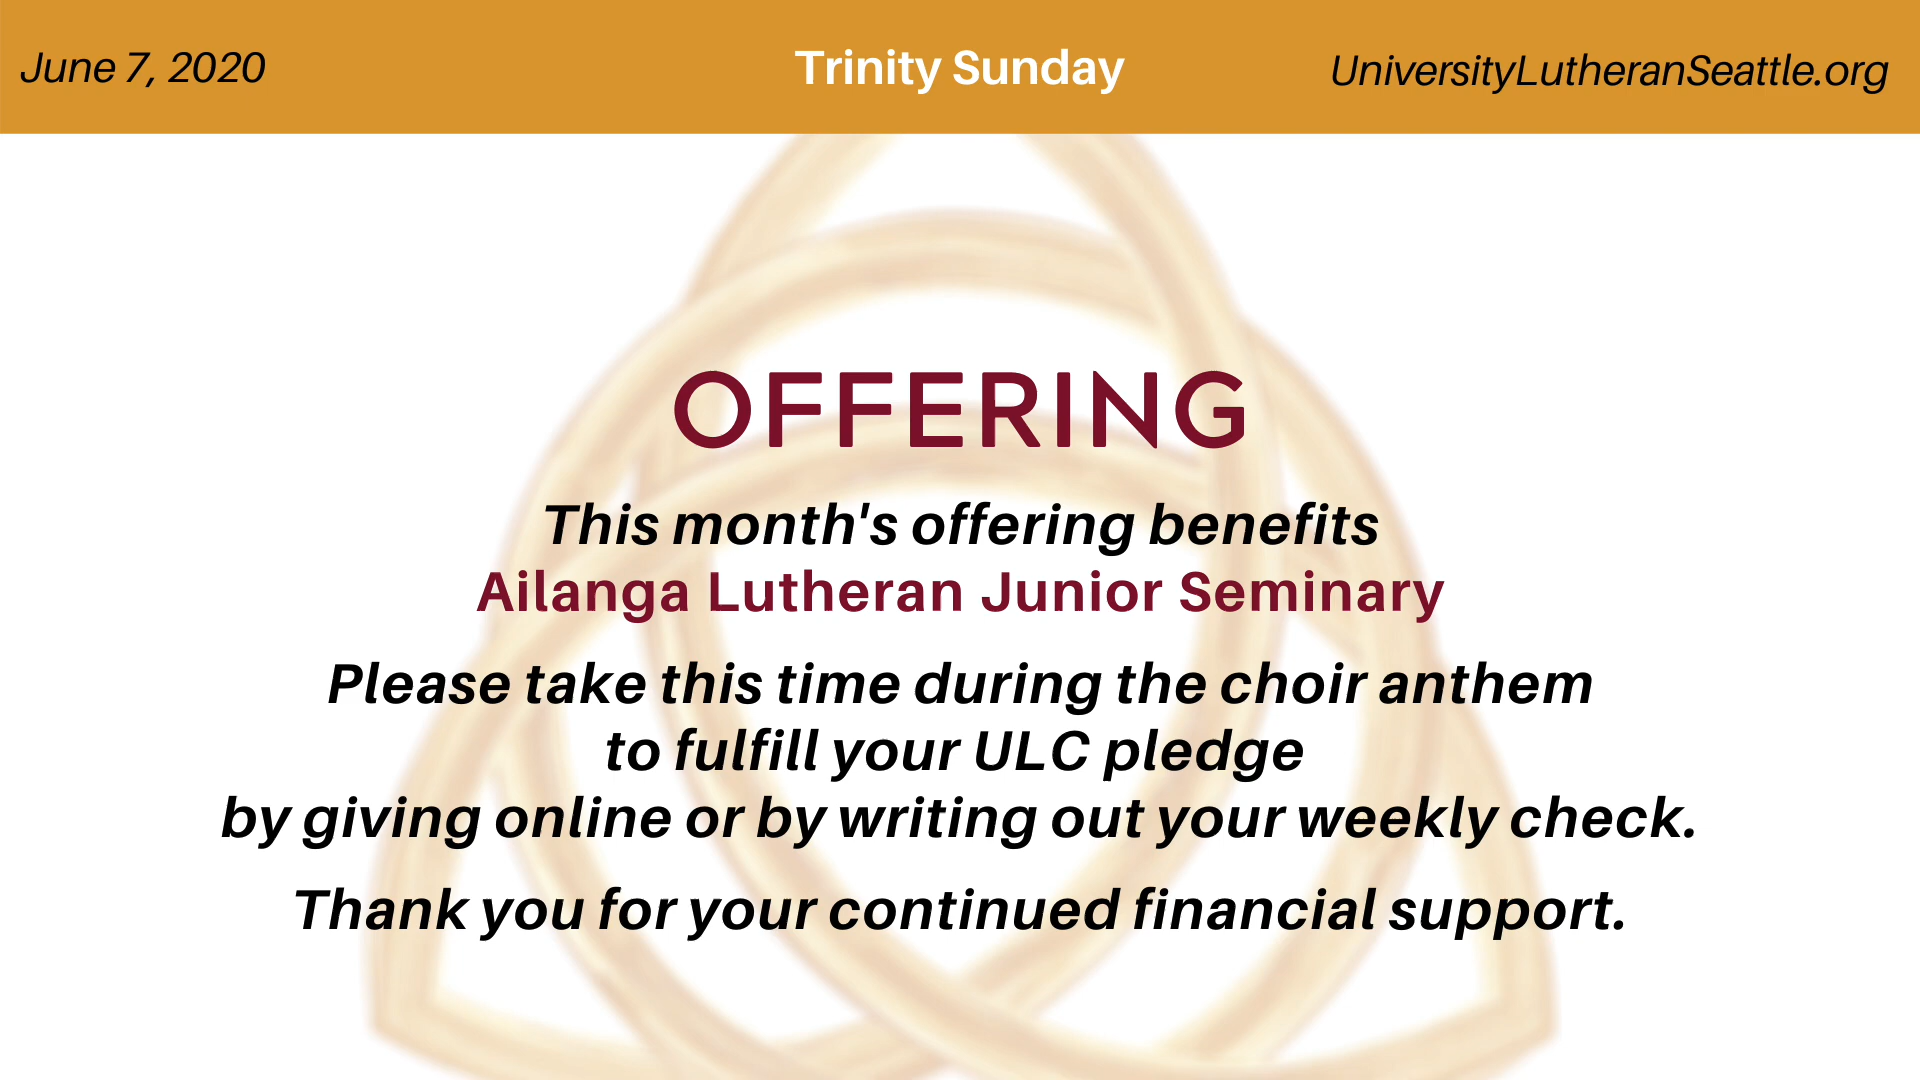 June 7, 2020
Trinity Sunday
UniversityLutheranSeattle.org
OFFERING
This month's offering benefits
Ailanga Lutheran Junior Seminary
Please take this time during the choir anthem
to fulfill your ULC pledge
by giving online or by writing out your weekly check.
Thank you for your continued financial support.